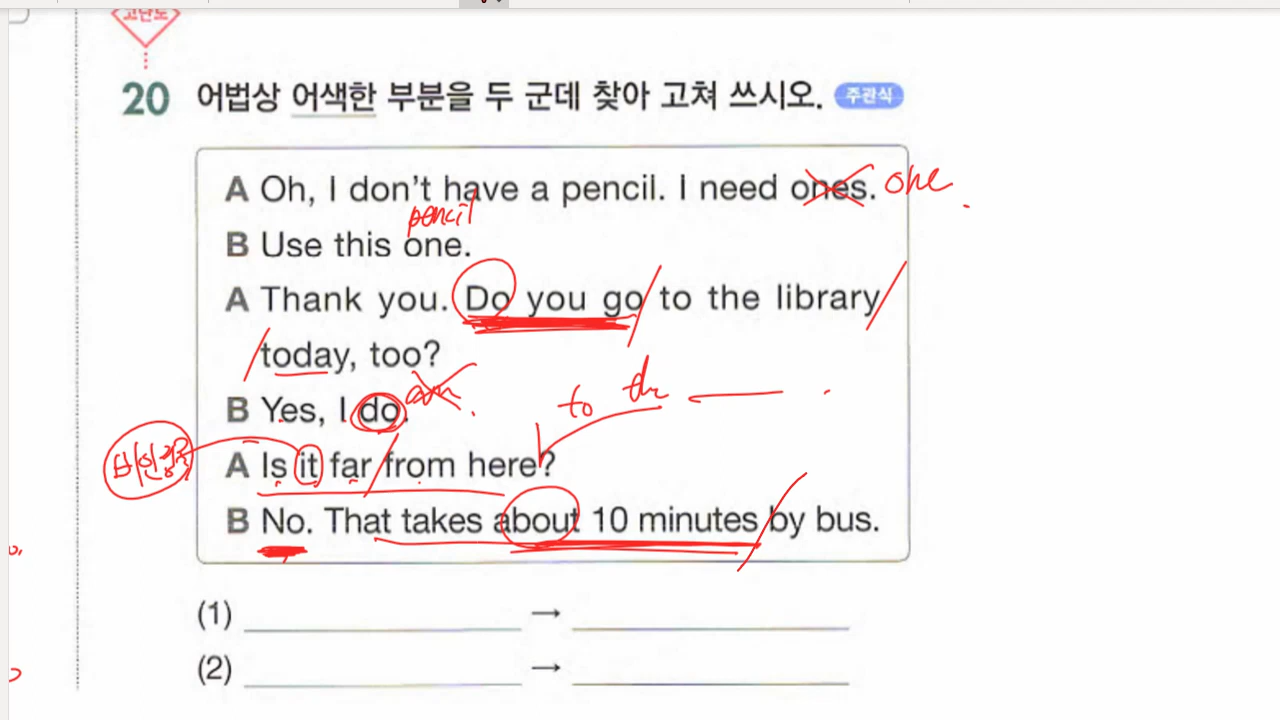 고난도
20 어법상 어색한 부분을 두 군데 찾아 고쳐 쓰시오. 주관식
A Oh, I don't have a pencil. I need ones. one.
pencil
B Use this one.
A Thank you. Do you go to the library
today, too?
B Yes, I do. am.
to the
비인칭 A Is it far from here?
B No. That takes about 10 minutes by bus.
(1) →
(2) →